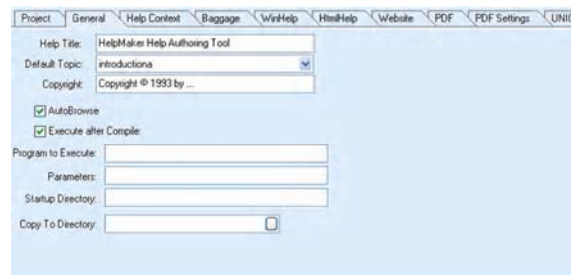 Project General Help Context Baggage WinHelp HtmlHelp Website PDF PDF Settings UNIC
Help Title: HelpMaker Help Authoring Tool
Default Topic: introductiona
Copyright: Copyright © 1993 by ...
AutoBrowse
Execute after Compile:
Program to Execute:
Parameters:
Startup Directory:
Copy To Directory: